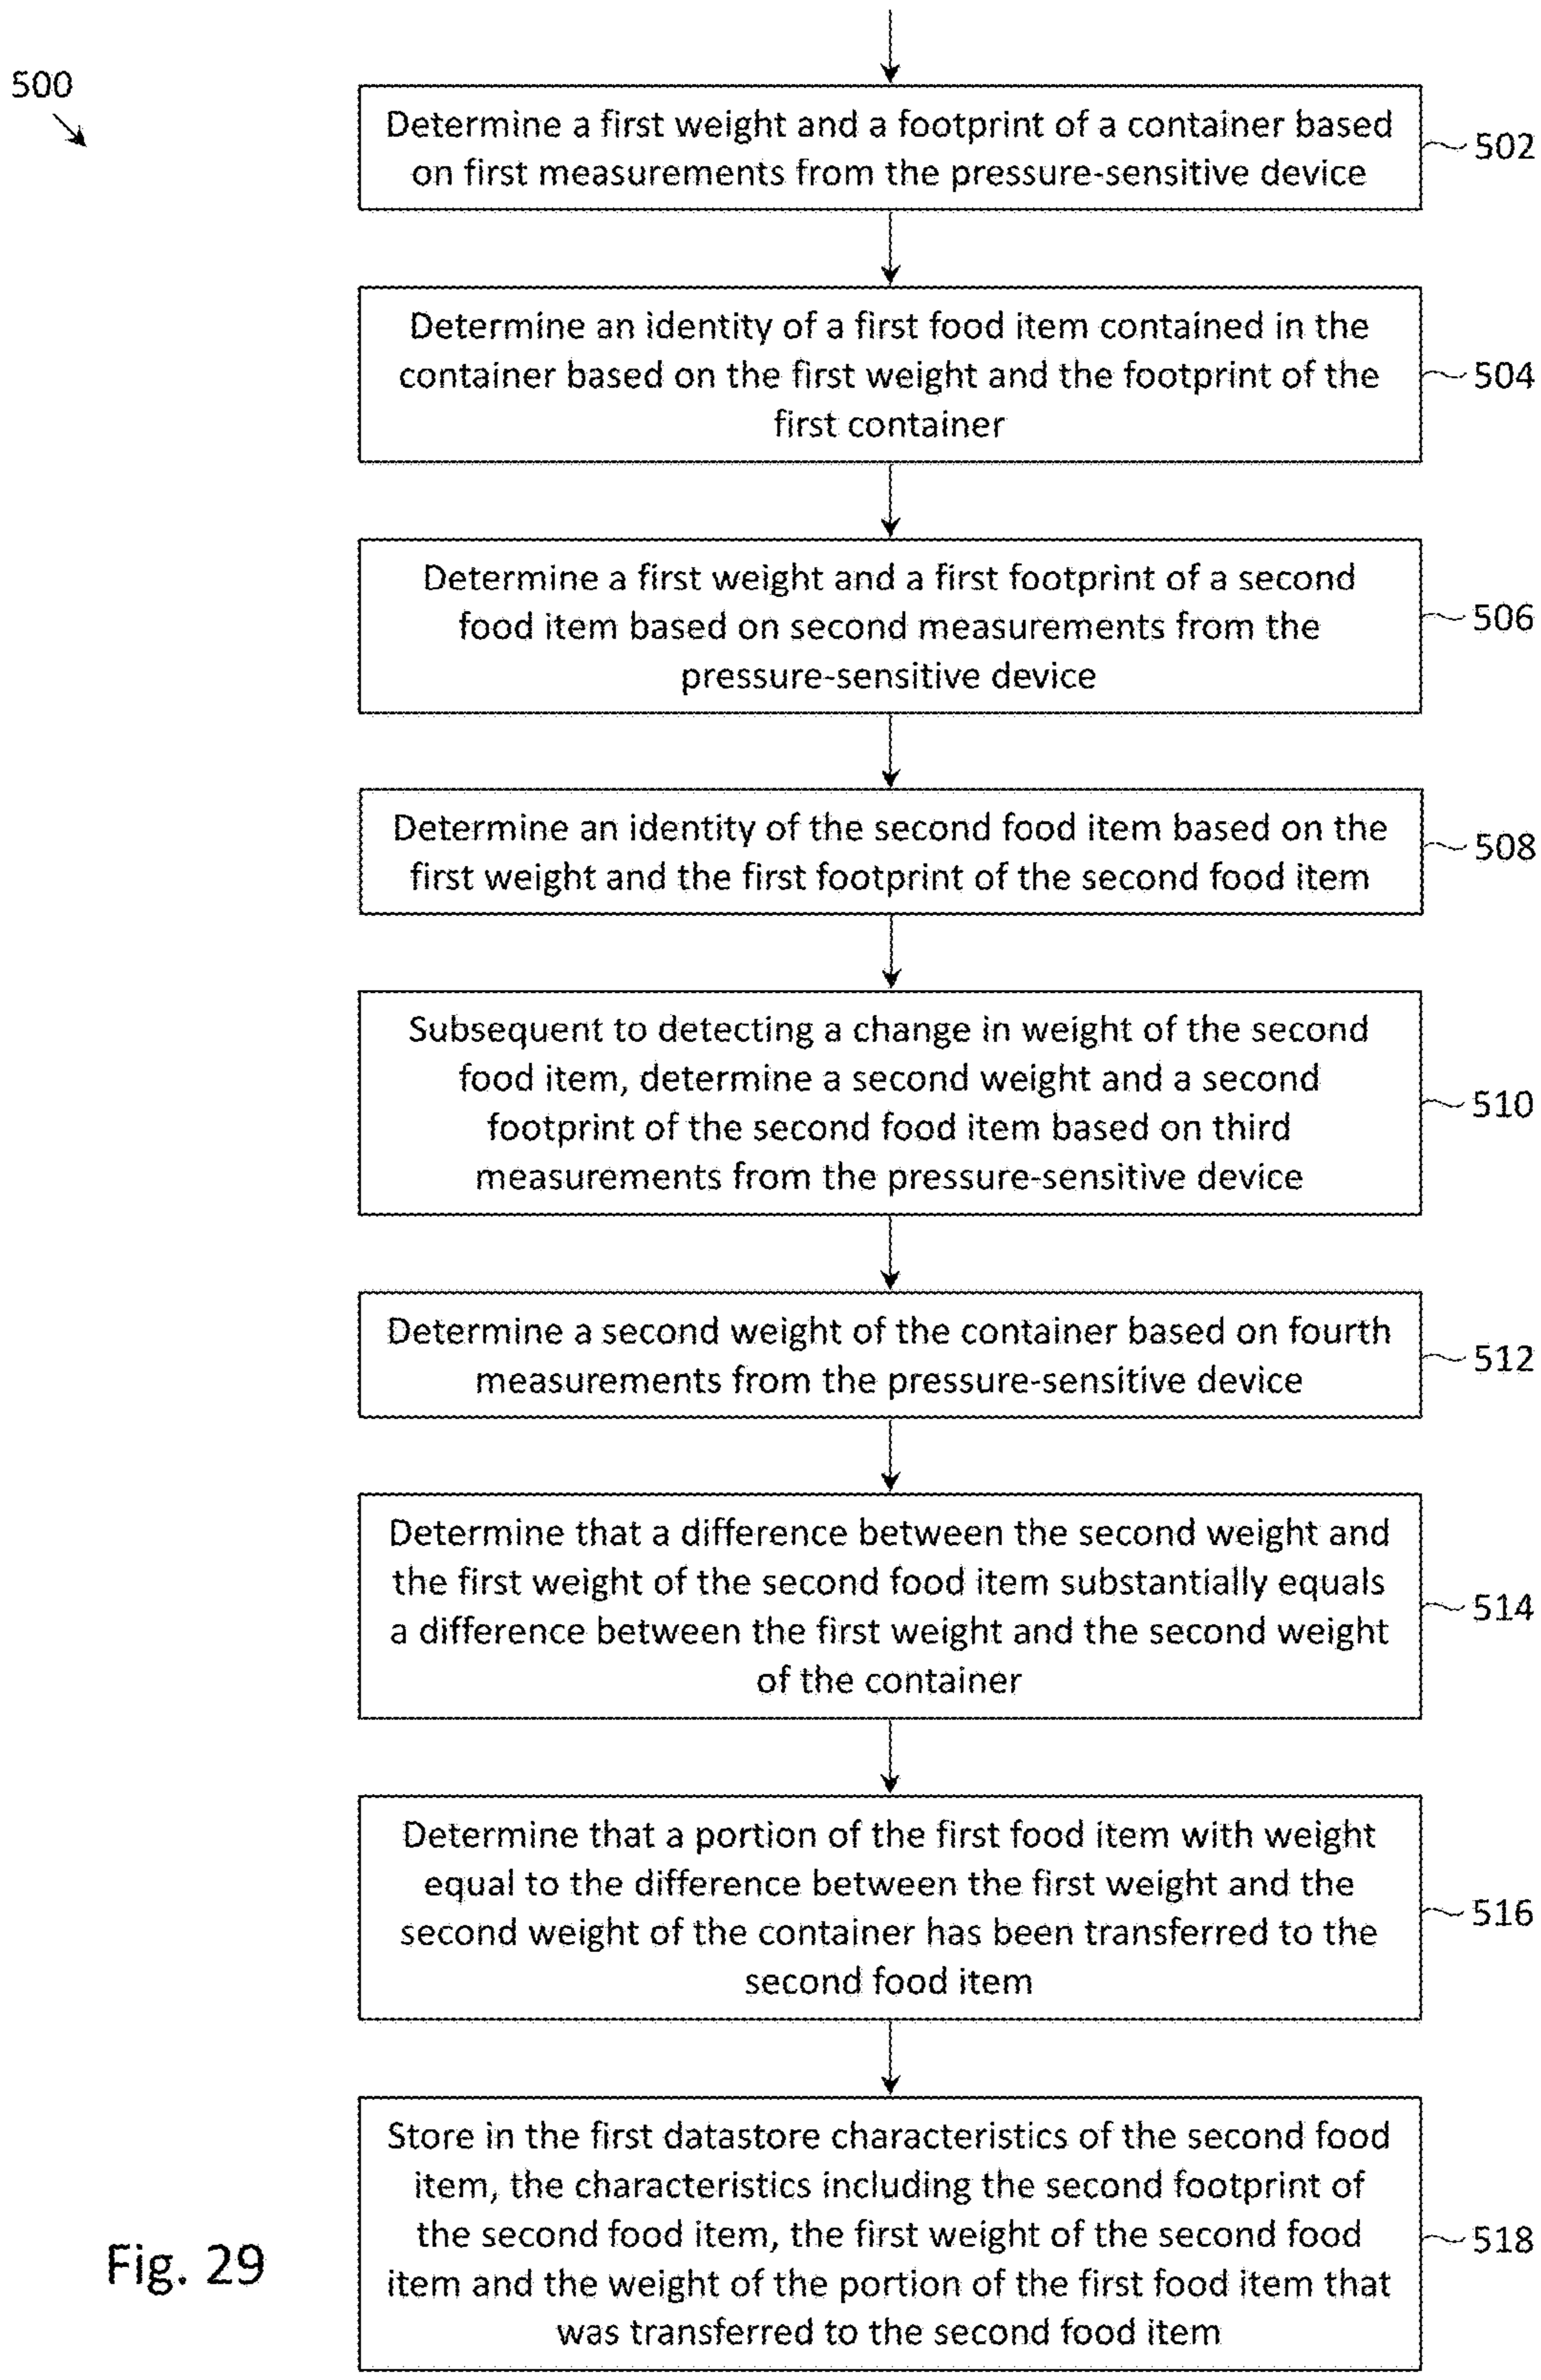 500
Determine a first weight and a footprint of a container based
on first measurements from the pressure-sensitive device
502
Determine an identity of a first food item contained in the
container based on the first weight and the footprint of the
first container
504
Determine a first weight and a first footprint of a second
food item based on second measurements from the
pressure-sensitive device
506
Determine an identity of the second food item based on the
first weight and the first footprint of the second food item
508
Subsequent to detecting a change in weight of the second
food item, determine a second weight and a second
footprint of the second food item based on third
measurements from the pressure-sensitive device
510
Determine a second weight of the container based on fourth
measurements from the pressure-sensitive device
512
Determine that a difference between the second weight and
the first weight of the second food item substantially equals
a difference between the first weight and the second weight
of the container
514
Determine that a portion of the first food item with weight
equal to the difference between the first weight and the
second weight of the container has been transferred to the
second food item
516
Store in the first datastore characteristics of the second food
item, the characteristics including the second footprint of
the second food item, the first weight of the second food
item and the weight of the portion of the first food item that
was transferred to the second food item
518
Fig. 29